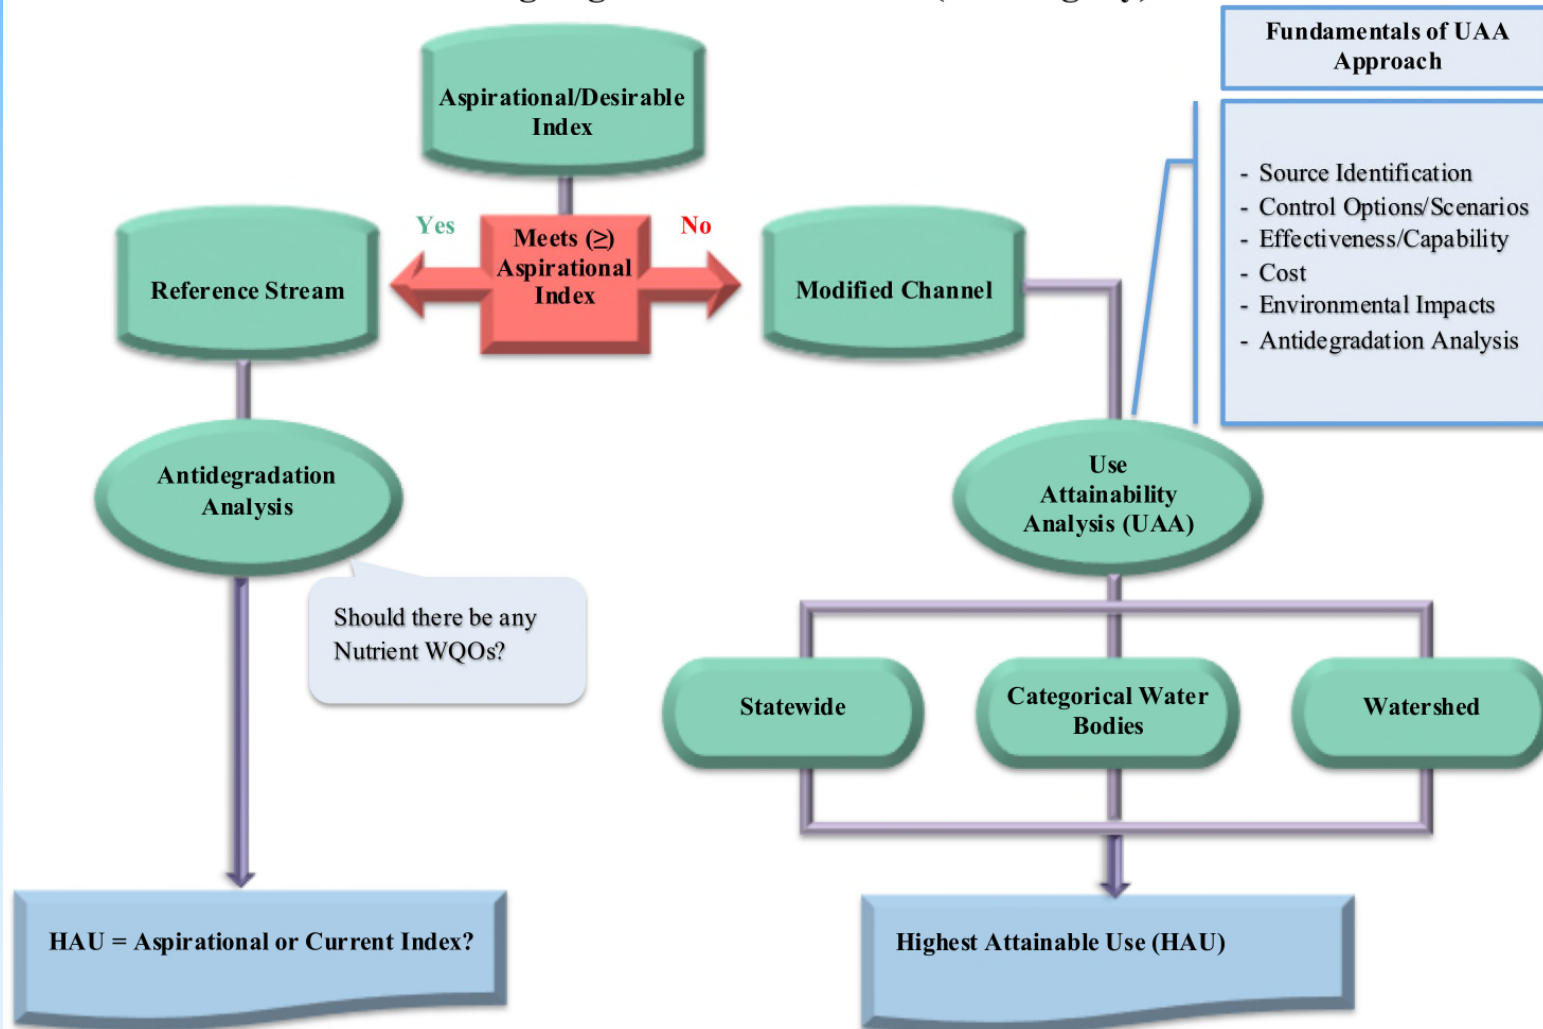 Fundamentals of UAA
Approach
Aspirational/Desirable
Index
- Source Identification
- Control Options/Scenarios
- Effectiveness/Capability
- Cost
- Environmental Impacts
- Antidegradation Analysis
Yes
Meets (≥)
Aspirational
Index
No
Reference Stream
Modified Channel
Antidegradation
Analysis
Use
Attainability
Analysis (UAA)
Should there be any
Nutrient WQOs?
Statewide
Categorical Water
Bodies
Watershed
HAU = Aspirational or Current Index?
Highest Attainable Use (HAU)